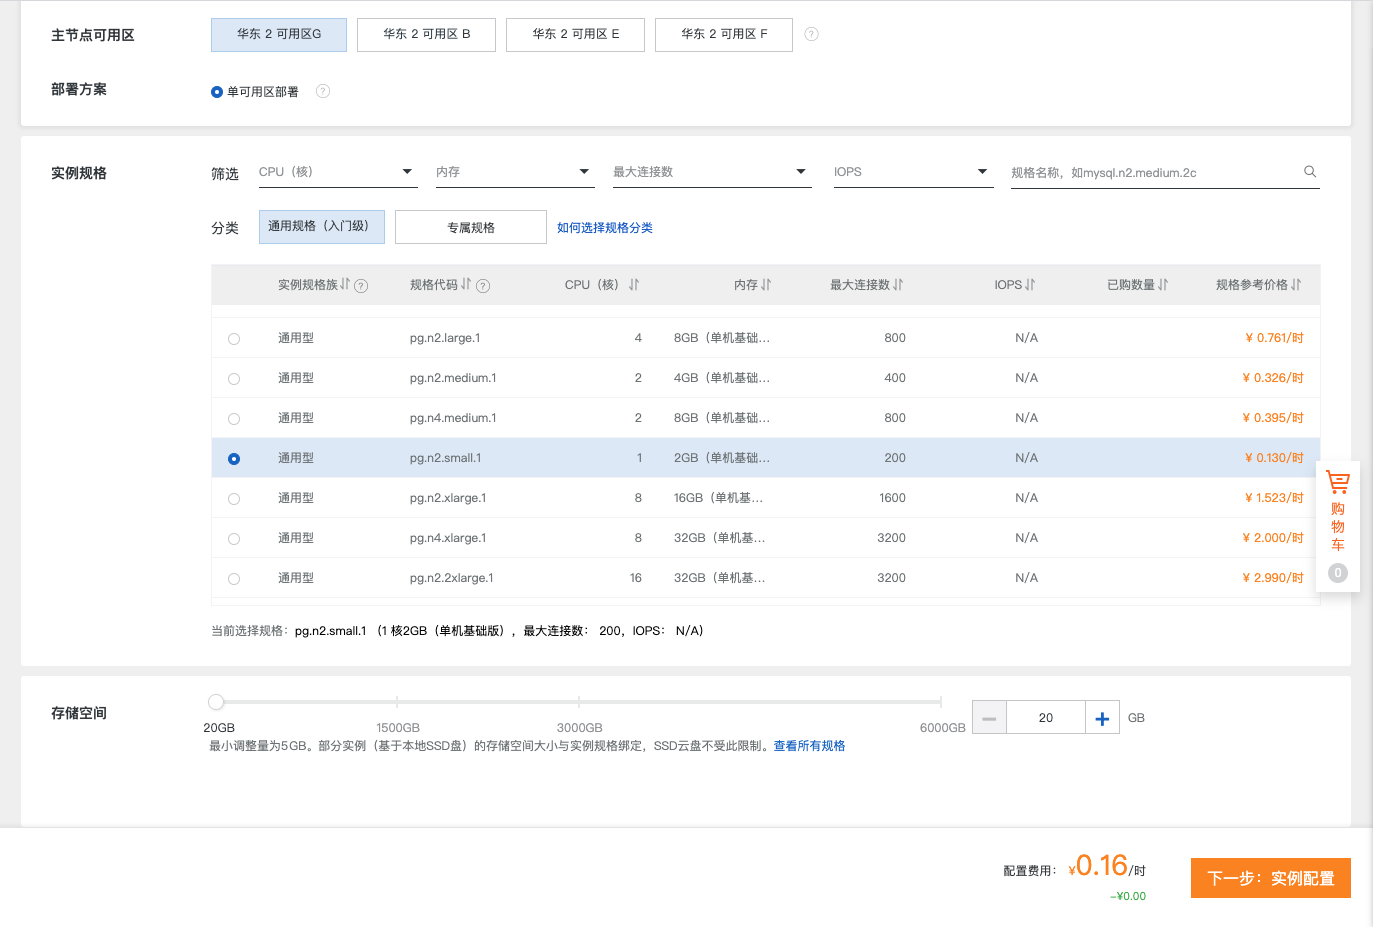 主节点可用区 华东 2 可用区G 华东 2 可用区 B 华东 2 可用区 E 华东 2 可用区 F ?
部署方案 单可用区部署 ?
实例规格 筛选 CPU（核） 内存 最大连接数 IOPS 规格名称，如mysql.n2.medium.2c
分类 通用规格（入门级） 专属规格 如何选择规格分类
实例规格族 ? 规格代码 ? CPU（核） 内存 最大连接数 IOPS 已购数量 规格参考价格
通用型 pg.n2.large.1 4 8GB（单机基础... 800 N/A ¥ 0.761/时
通用型 pg.n2.medium.1 2 4GB（单机基础... 400 N/A ¥ 0.326/时
通用型 pg.n4.medium.1 2 8GB（单机基础... 800 N/A ¥ 0.395/时
通用型 pg.n2.small.1 1 2GB（单机基础... 200 N/A ¥ 0.130/时
通用型 pg.n2.xlarge.1 8 16GB（单机基... 1600 N/A ¥ 1.523/时
通用型 pg.n4.xlarge.1 8 32GB（单机基... 3200 N/A ¥ 2.000/时
通用型 pg.n2.2xlarge.1 16 32GB（单机基... 3200 N/A ¥ 2.990/时
购
物
车
0
当前选择规格： pg.n2.small.1 （1 核2GB（单机基础版），最大连接数： 200，IOPS： N/A）
存储空间
20GB 1500GB 3000GB 6000GB 20 GB
最小调整量为5GB。部分实例（基于本地SSD盘）的存储空间大小与实例规格绑定，SSD云盘不受此限制。查看所有规格
配置费用： ¥0.16/时
-¥0.00
下一步：实例配置